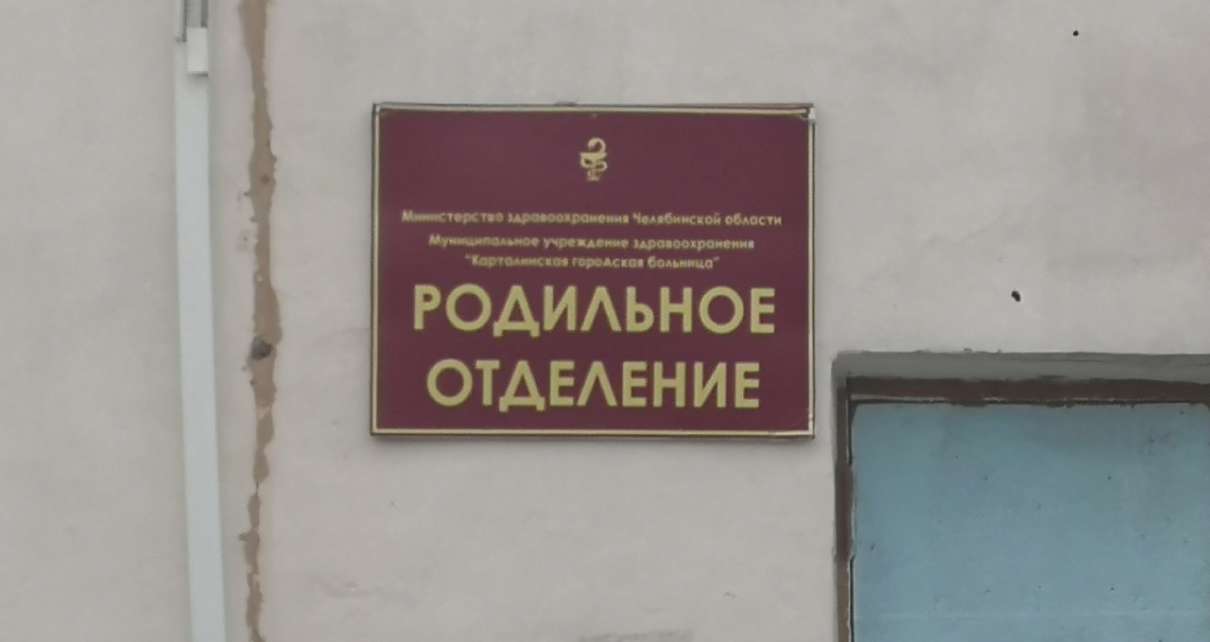 Министерство здравоохранения Челябинской области
Муниципальное учреждение здравоохранения
"Карталинская городская больница"
РОДИЛЬНОЕ
ОТДЕЛЕНИЕ